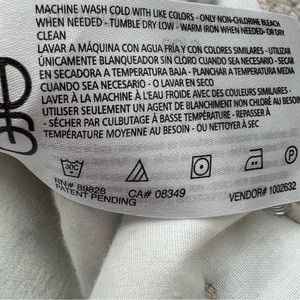 MACHINE WASH COLD WITH LIKE COLORS - ONLY NON-CHLORINE BLEACH
WHEN NEEDED - TUMBLE DRY LOW - WARM IRON WHEN NEEDED- OR DRY
CLEAN
LAVAR A MÁQUINA CON AGUA FRÍA Y CON COLORES SIMILARES - UTILIZAR
ÚNICAMENTE BLANQUEADOR SIN CLORO CUANDO SEA NECESARIO - SECAR
EN SECADORA A TEMPERATURA BAJA - PLANCHAR A TEMPERATURA MEDIA
CUANDO SEA NECESARIO - O LAVAR EN SECO
LAVER À LA MACHINE À L'EAU FROIDE AVEC DES COULEURS SIMILAIRES -
UTILISER SEULEMENT UN AGENT DE BLANCHIMENT NON CHLORÉ AU BESOIN -
SÉCHER PAR CULBUTAGE À BASSE TEMPÉRATURE - REPASSER À
TEMPÉRATURE MOYENNE AU BESOIN - OU NETTOYER À SEC
30C
RN# 89828 CA# 08349 VENDOR# 1002632
PATENT PENDING